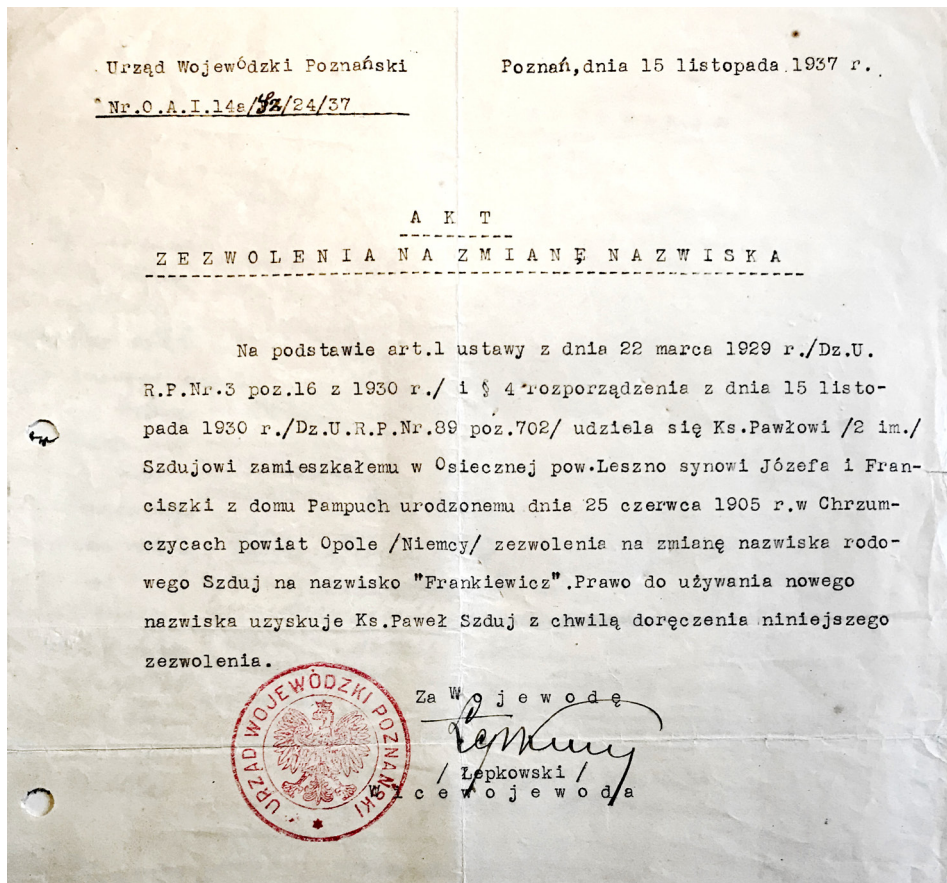 Urząd Wojewódzki Poznański
Poznań,dnia 15 listopada 1937 r.
Nr.O.A.I.14a/Sz/24/37
A K T
Z E Z W O L E N I A N A Z M I A N Ę N A Z W I S K A
Na podstawie art.1 ustawy z dnia 22 marca 1929 r./Dz.U.
R.P.Nr.3 poz.16 z 1930 r./ i § 4 rozporządzenia z dnia 15 listo-
pada 1930 r./Dz.U.R.P.Nr.89 poz.702/ udziela się Ks.Pawłowi /2 im./
Szdujowi zamieszkałemu w Osiecznej pow.Leszno synowi Józefa i Fran-
ciszki z domu Pampuch urodzonemu dnia 25 czerwca 1905 r.w Chrzum-
czycach powiat Opole /Niemcy/ zezwolenia na zmianę nazwiska rodo-
wego Szduj na nazwisko "Frankiewicz".Prawo do używania nowego
nazwiska uzyskuje Ks.Paweł Szduj z chwilą doręczenia niniejszego
zezwolenia.
URZĄD WOJEWÓDZKI POZNAŃSKI
Za W o j e w o d ę
/ Łepkowski /
W i c e w o j e w o d a